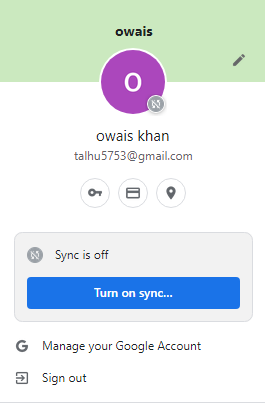 owais
O
owais khan
talhu5753@gmail.com
Sync is off
Turn on sync...
G Manage your Google Account
Sign out